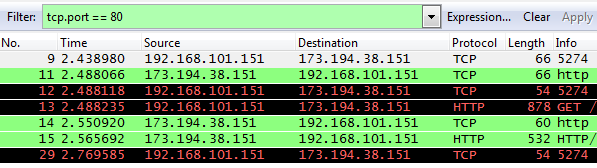 Filter: tcp.port == 80 Expression... Clear Apply
No. Time Source Destination Protocol Length Info
9 2.438980 192.168.101.151 173.194.38.151 TCP 66 5274
11 2.488066 173.194.38.151 192.168.101.151 TCP 66 http
12 2.488118 192.168.101.151 173.194.38.151 TCP 54 5274
13 2.488235 192.168.101.151 173.194.38.151 HTTP 878 GET /
14 2.550920 173.194.38.151 192.168.101.151 TCP 60 http
15 2.565692 173.194.38.151 192.168.101.151 HTTP 532 HTTP/
29 2.769585 192.168.101.151 173.194.38.151 TCP 54 5274